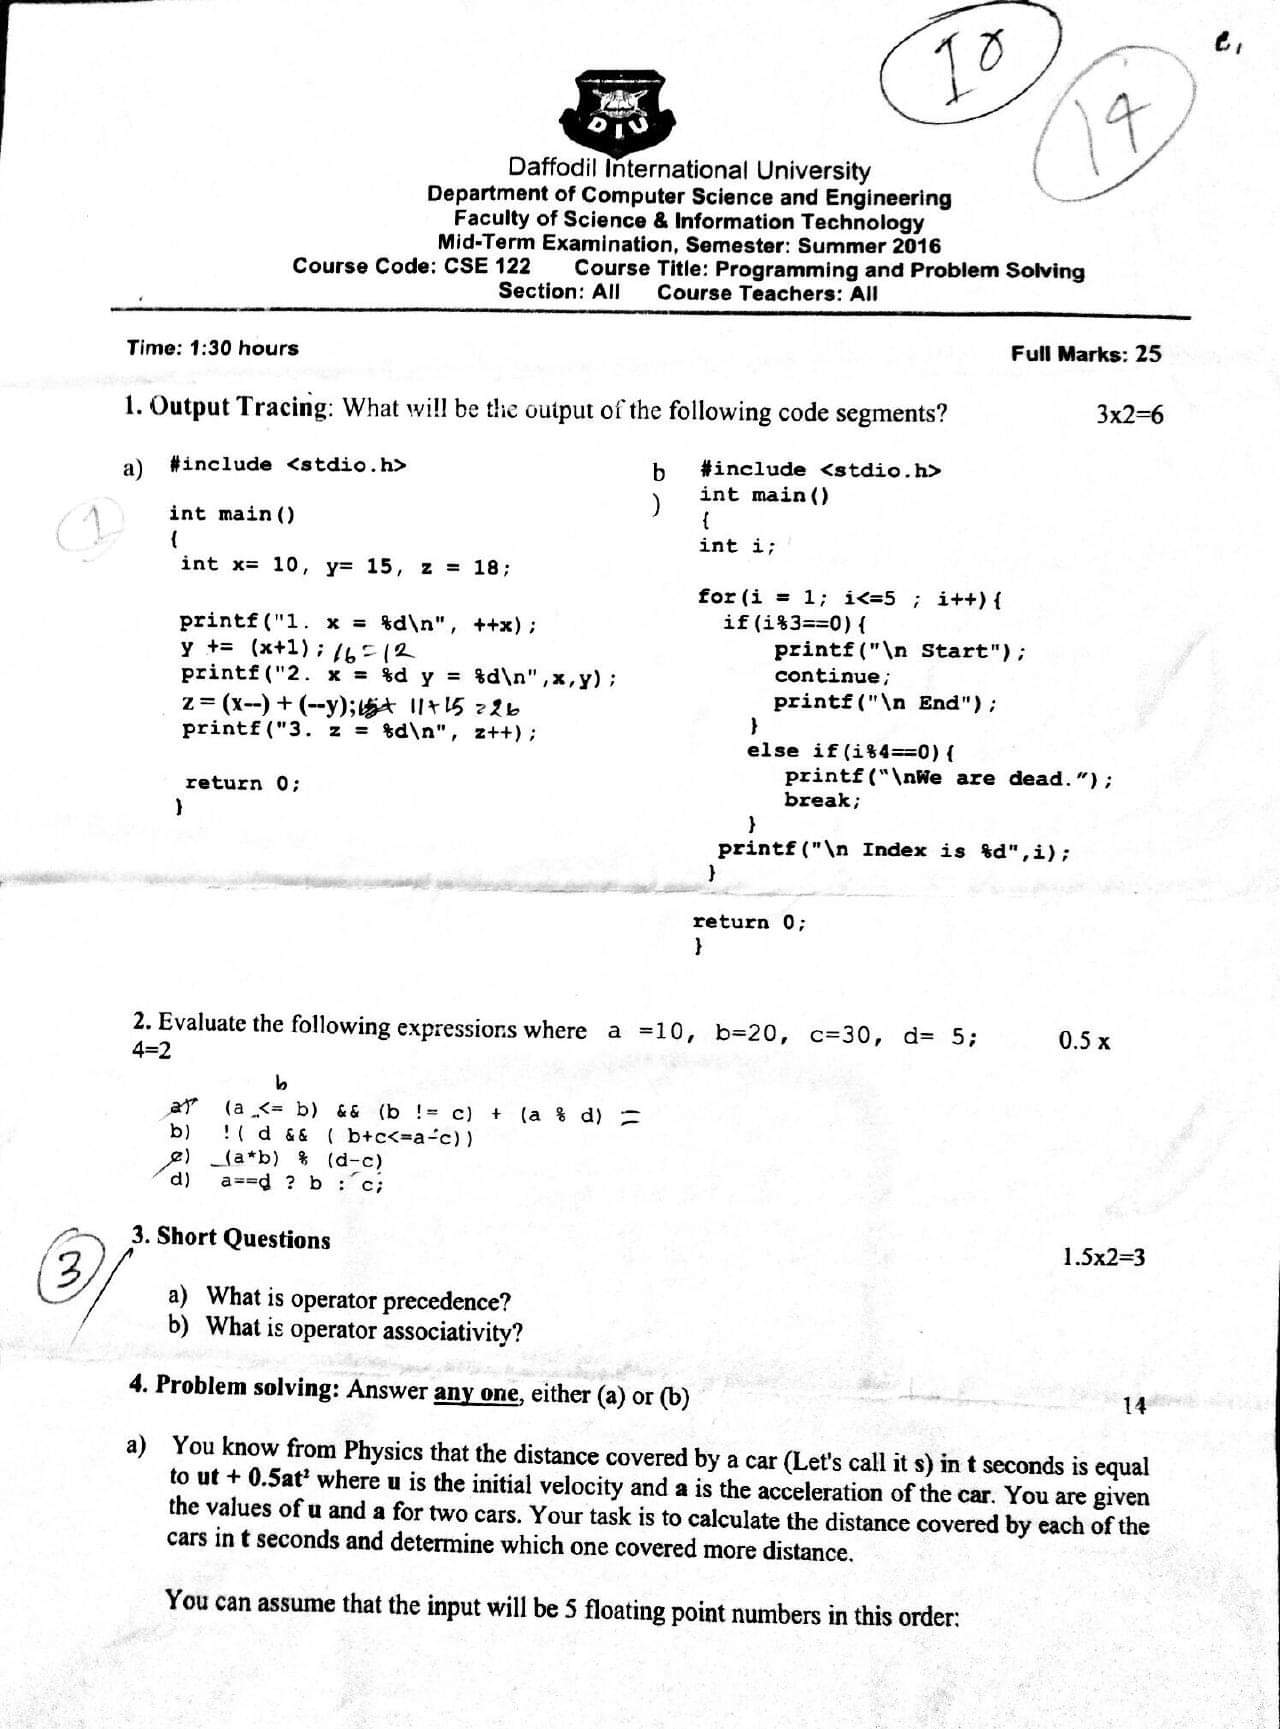 I8
e,
14
DIU
Daffodil International University
Department of Computer Science and Engineering
Faculty of Science & Information Technology
Mid-Term Examination, Semester: Summer 2016
Course Code: CSE 122 Course Title: Programming and Problem Solving
Section: All Course Teachers: All
Time: 1:30 hours Full Marks: 25
1. Output Tracing: What will be the output of the following code segments? 3x2=6
a)
1
#include <stdio.h>
int main()
{
int x= 10, y= 15, z = 18;
printf("1. x = %d\n", ++x);
y += (x+1); 16=12
printf("2. x = %d y = %d\n",x,y);
z = (x--) + (--y); 11+15=26
printf("3. z = %d\n", z++);
return 0;
}
b
)
#include <stdio.h>
int main()
{
int i;
for(i = 1; i<=5 ; i++){
if(i%3==0){
printf("\n Start");
continue;
printf("\n End");
}
else if(i%4==0){
printf("\nWe are dead.");
break;
}
printf("\n Index is %d",i);
}
return 0;
}
2. Evaluate the following expressions where a =10, b=20, c=30, d= 5; 0.5 x
4=2
b
a) (a <= b) && (b != c) + (a % d) =
b) !( d && ( b+c<=a-c))
c) (a*b) % (d-c)
d) a==d ? b : c;
3
3. Short Questions 1.5x2=3
a) What is operator precedence?
b) What is operator associativity?
4. Problem solving: Answer any one, either (a) or (b) 14
a) You know from Physics that the distance covered by a car (Let's call it s) in t seconds is equal
to ut + 0.5at² where u is the initial velocity and a is the acceleration of the car. You are given
the values of u and a for two cars. Your task is to calculate the distance covered by each of the
cars in t seconds and determine which one covered more distance.
You can assume that the input will be 5 floating point numbers in this order: